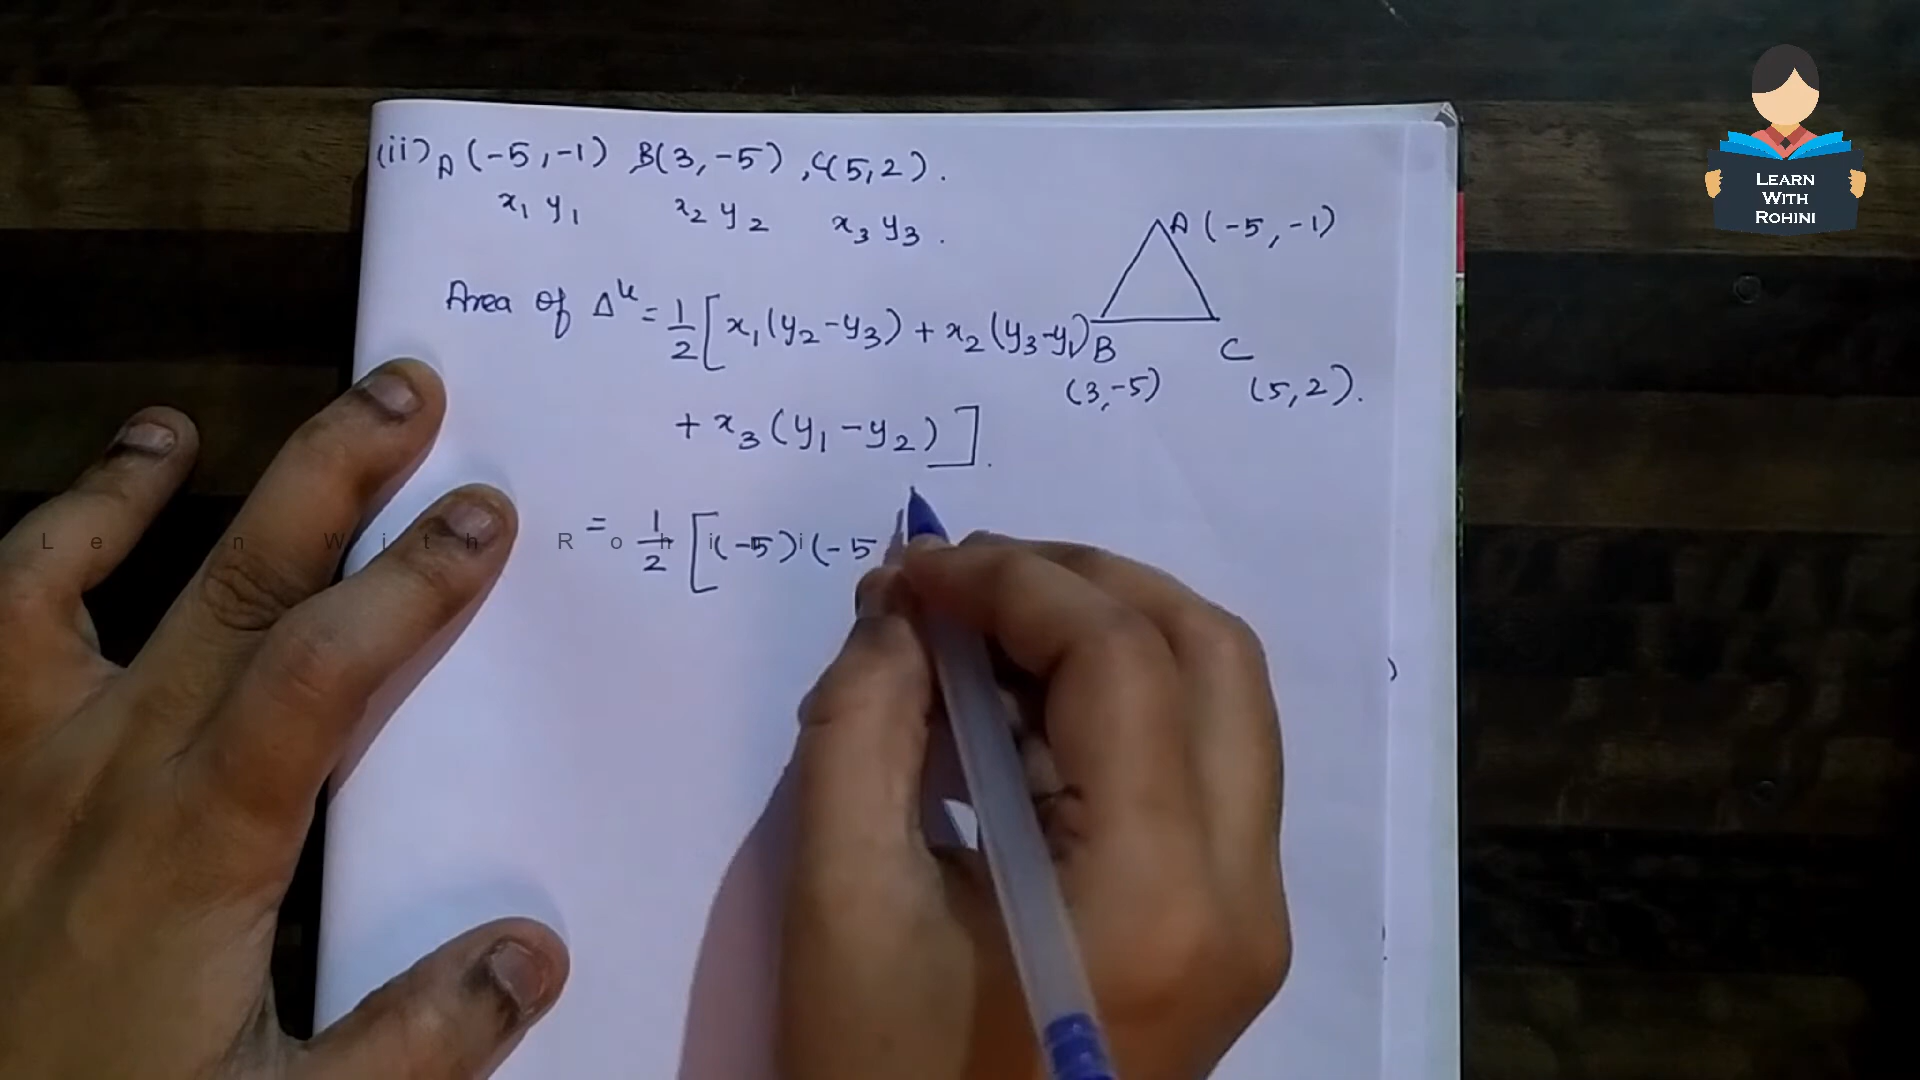 (ii) A (-5, -1) , B(3, -5) , C(5, 2) .
x₁ y₁ x₂ y₂ x₃ y₃ .
A (-5, -1)
Area of Δle = 1/2 [ x₁ (y₂ - y₃) + x₂ (y₃ - y₁)
B C
(3, -5) (5, 2).
+ x₃ (y₁ - y₂) ] .
= 1/2 [ (-5) (-5
LEARN
WITH
ROHINI